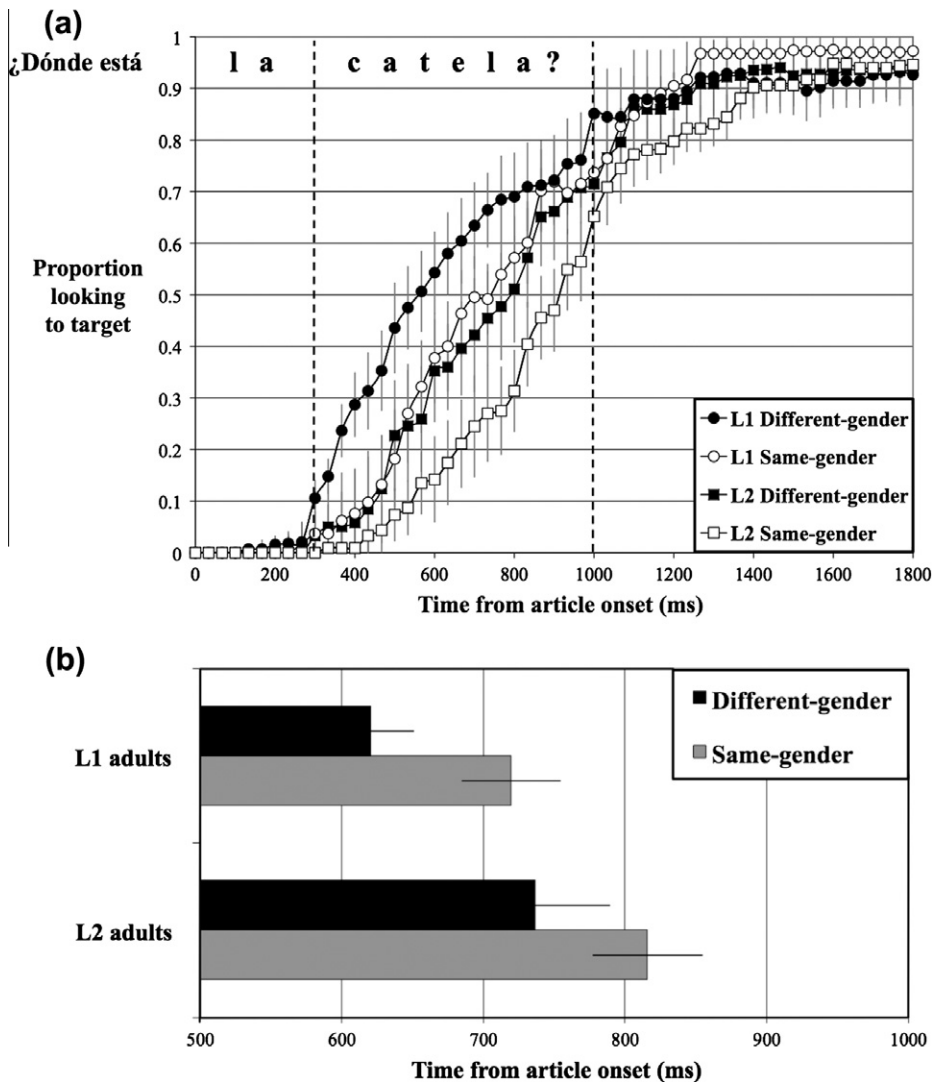 (a)
¿Dónde está
l a
c a t e l a ?
1
0.9
0.8
0.7
0.6
0.5
0.4
0.3
0.2
0.1
0
Proportion
looking
to target
L1 Different-gender
L1 Same-gender
L2 Different-gender
L2 Same-gender
0 200 400 600 800 1000 1200 1400 1600 1800
Time from article onset (ms)
(b)
Different-gender
Same-gender
L1 adults
L2 adults
500 600 700 800 900 1000
Time from article onset (ms)